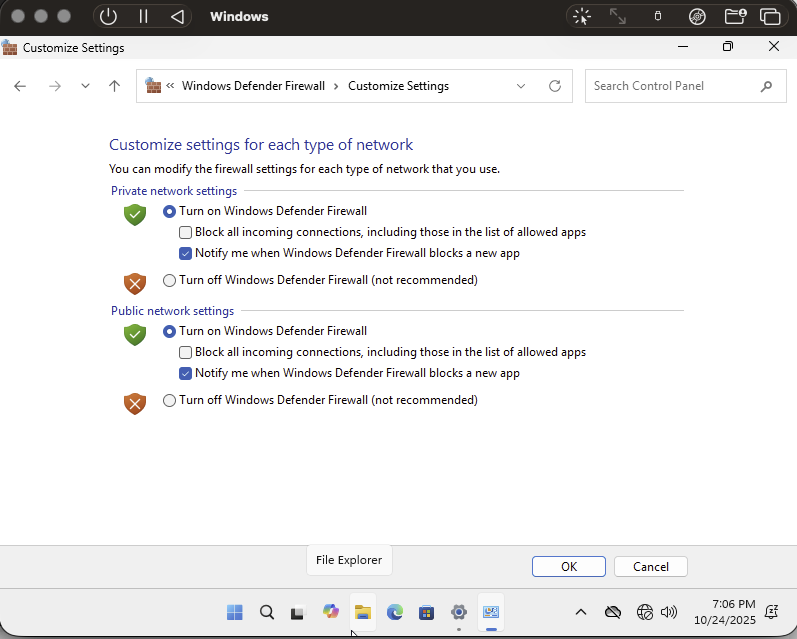 Windows
Customize Settings
« Windows Defender Firewall › Customize Settings
Search Control Panel
Customize settings for each type of network
You can modify the firewall settings for each type of network that you use.
Private network settings
Turn on Windows Defender Firewall
Block all incoming connections, including those in the list of allowed apps
Notify me when Windows Defender Firewall blocks a new app
Turn off Windows Defender Firewall (not recommended)
Public network settings
Turn on Windows Defender Firewall
Block all incoming connections, including those in the list of allowed apps
Notify me when Windows Defender Firewall blocks a new app
Turn off Windows Defender Firewall (not recommended)
File Explorer
OK
Cancel
7:06 PM
10/24/2025